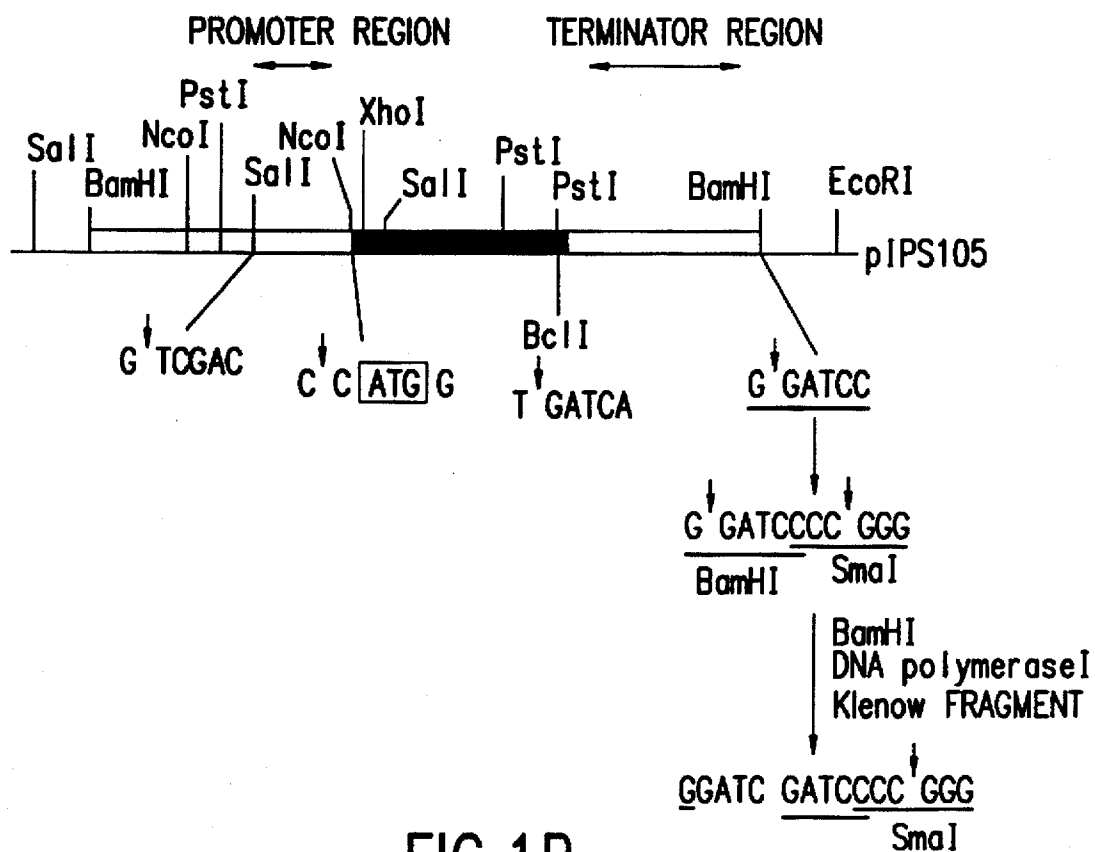 PROMOTER REGION
TERMINATOR REGION
PstI
XhoI
NcoI
NcoI
SalI
PstI
BamHI
SalI
SalI
PstI
BamHI
EcoRI
pIPS105
BclI
G TCGAC
C C ATG G
T GATCA
G GATCC
G GATCCCC GGG
BamHI
SmaI
BamHI
DNA polymeraseI
Klenow FRAGMENT
GGATC GATCCCC GGG
SmaI